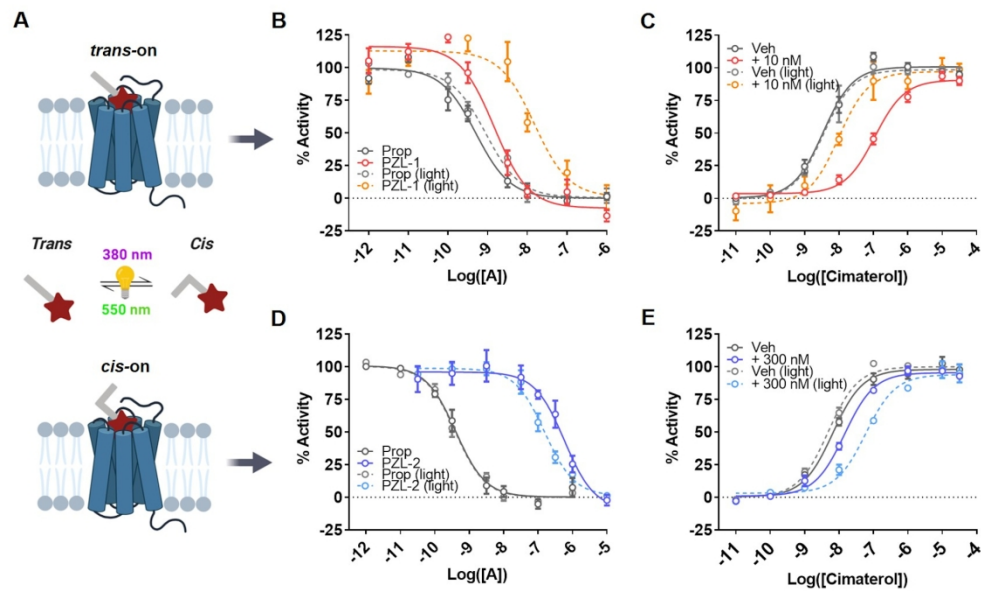 A
trans-on
Trans
380 nm
Cis
550 nm
cis-on
B
% Activity
125
100
75
50
25
0
-25
Prop
PZL-1
Prop (light)
PZL-1 (light)
-12
-11
-10
-9
-8
-7
-6
Log([A])
C
% Activity
125
100
75
50
25
0
-25
Veh
+ 10 nM
Veh (light)
+ 10 nM (light)
-11
-10
-9
-8
-7
-6
-5
-4
Log([Cimaterol])
D
% Activity
125
100
75
50
25
0
-25
Prop
PZL-2
Prop (light)
PZL-2 (light)
-12
-11
-10
-9
-8
-7
-6
-5
Log([A])
E
% Activity
125
100
75
50
25
0
-25
Veh
+ 300 nM
Veh (light)
+ 300 nM (light)
-11
-10
-9
-8
-7
-6
-5
-4
Log([Cimaterol])